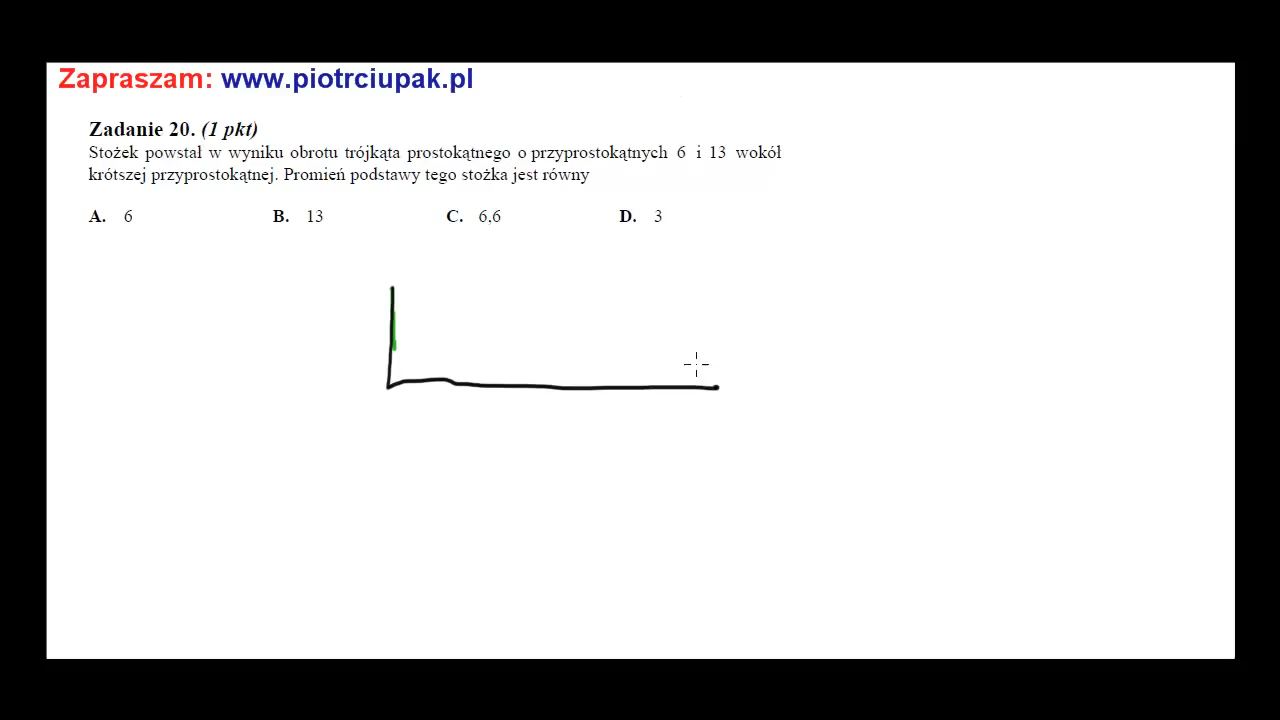 Zapraszam: www.piotrciupak.pl
Zadanie 20. (1 pkt)
Stożek powstał w wyniku obrotu trójkąta prostokątnego o przyprostokątnych 6 i 13 wokół
krótszej przyprostokątnej. Promień podstawy tego stożka jest równy
A. 6 B. 13 C. 6,6 D. 3